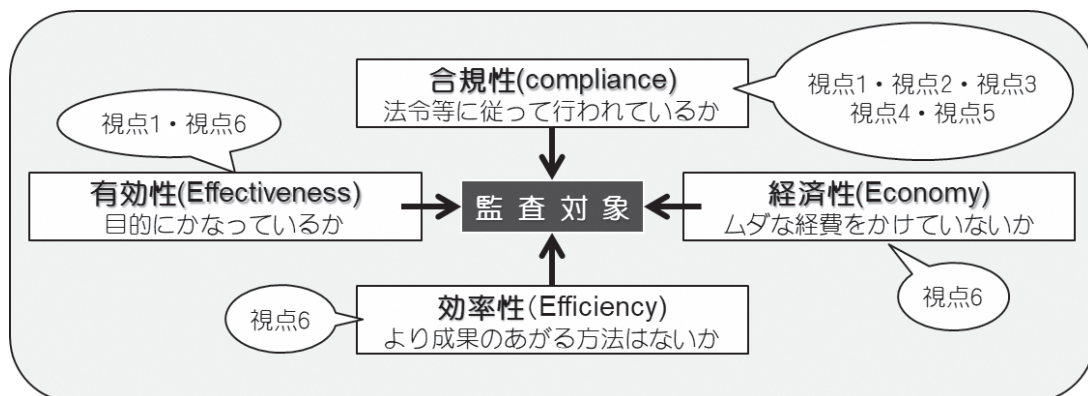 合規性(compliance)
法令等に従って行われているか
視点1・視点2・視点3
視点4・視点5
視点1・視点6
有効性(Effectiveness)
目的にかなっているか
監査対象
経済性(Economy)
ムダな経費をかけていないか
視点6
効率性(Efficiency)
より成果のあがる方法はないか
視点6